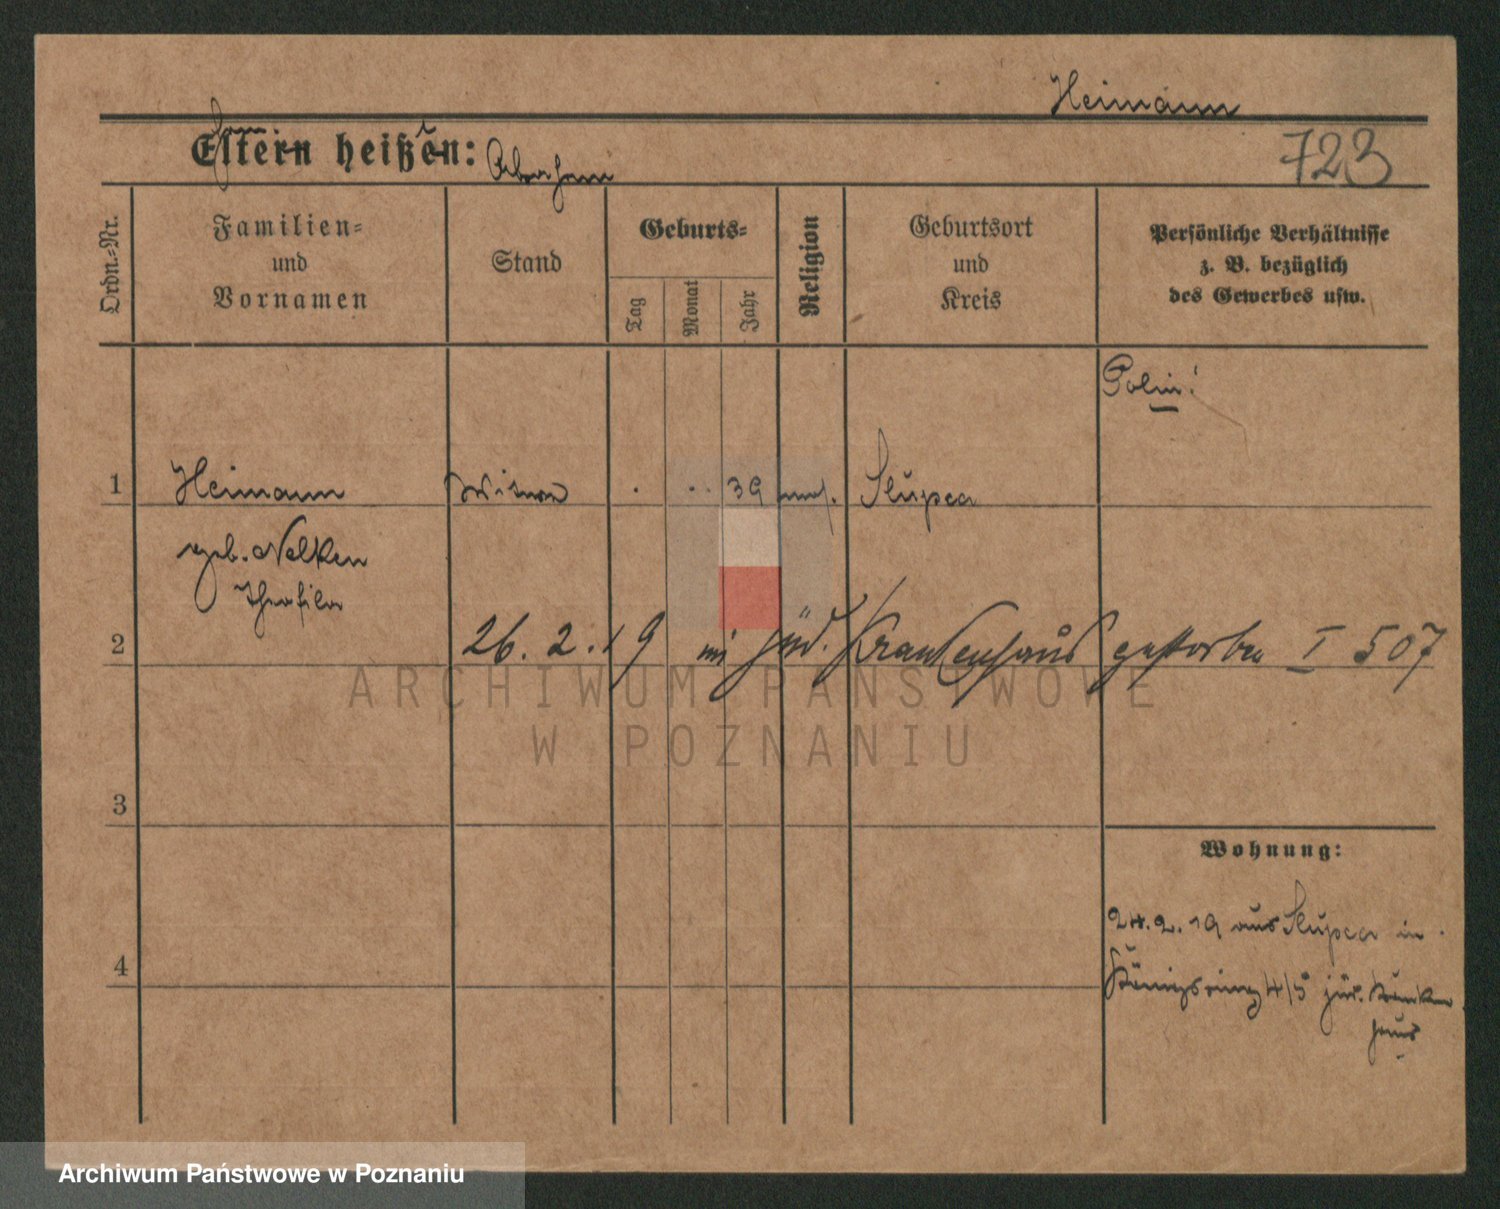 Heimann
Eltern heißen: Abraham
723
Ordn.-Nr.
Familien-
und
Vornamen
Stand
Geburts-
Tag
Monat
Jahr
Religion
Geburtsort
und
Kreis
Persönliche Verhältnisse
z. B. bezüglich
des Gewerbes usw.
Polin!
1 Heimann Witwe . . . 39 mos. Slupca
geb. Nelken
Theofila
2 26.2.19 im jüd. Krankenhaus gestorben I 507
ARCHIWUM PAŃSTWOWE
W POZNANIU
3
Wohnung:
24.2.19 aus Slupca in
4 Königsring 4/5 jüd. Kranken
haus
Archiwum Państwowe w Poznaniu